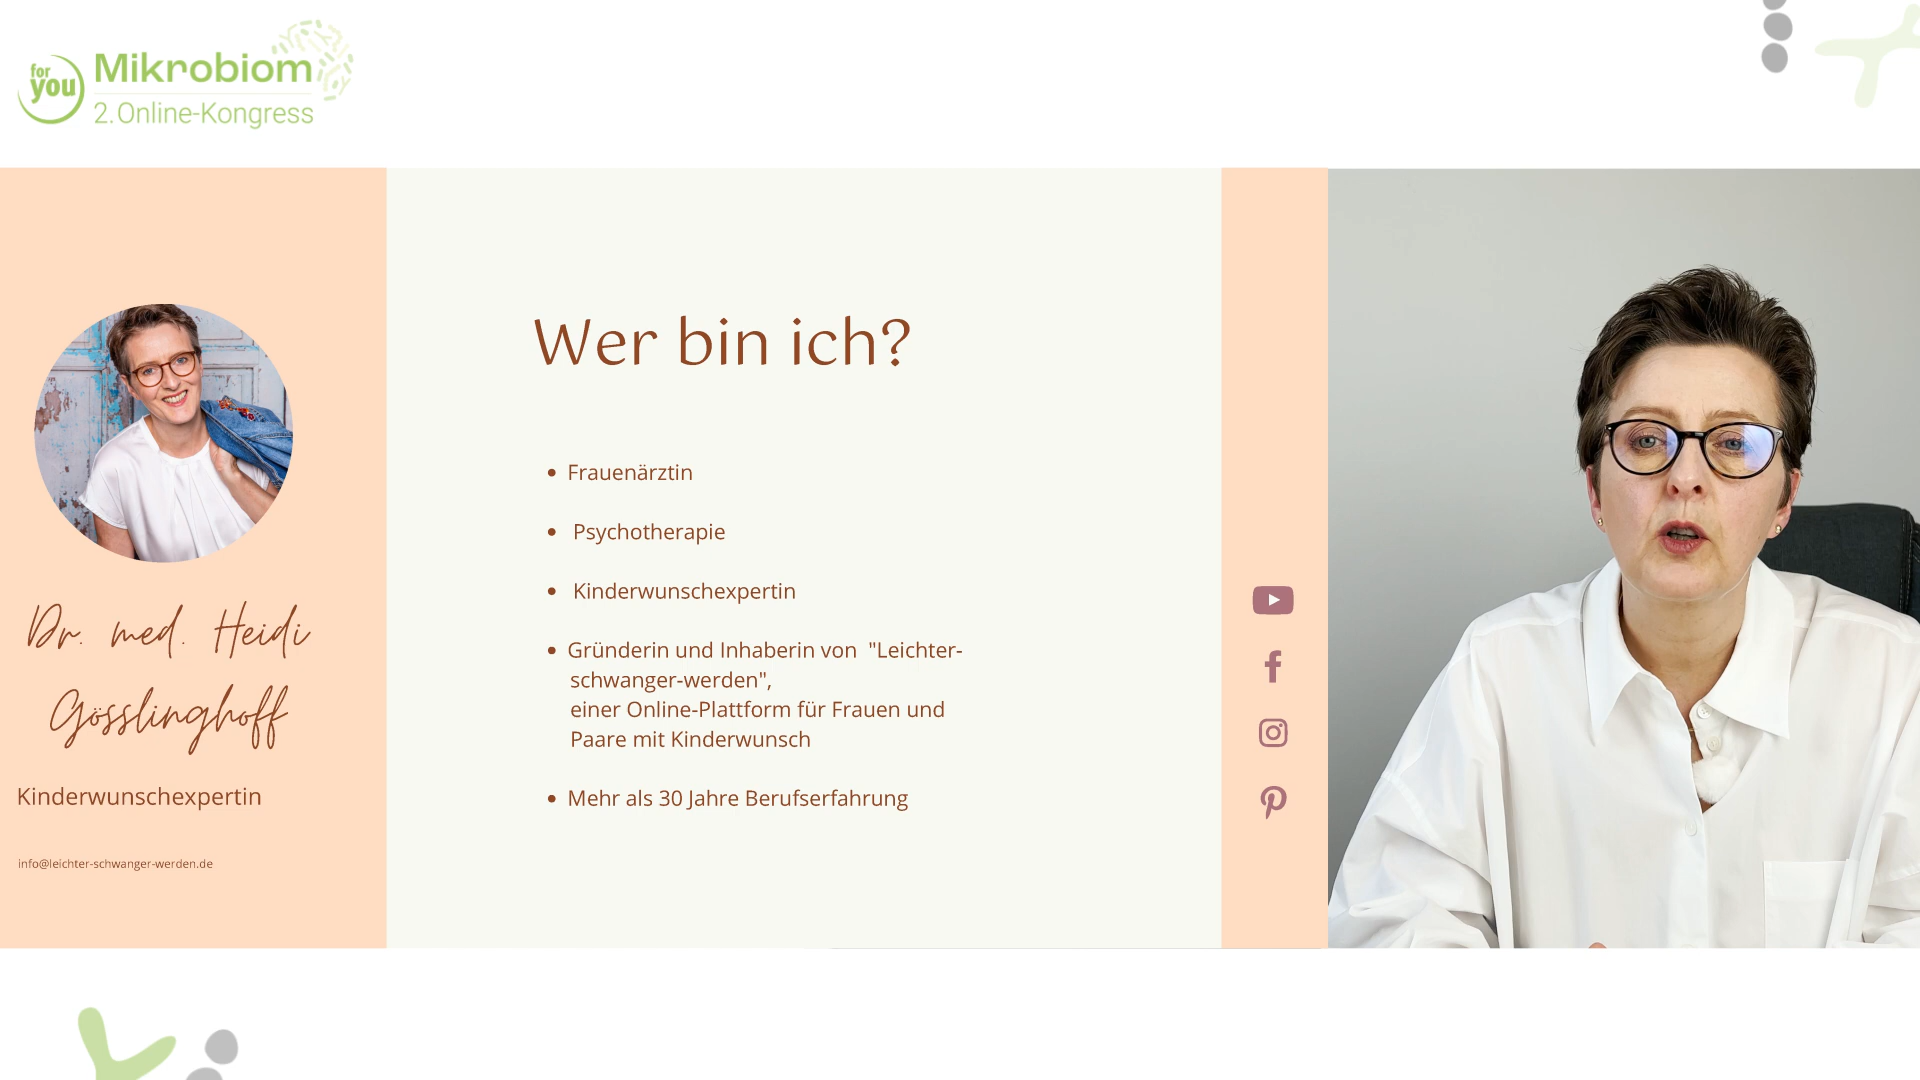 for
you
Mikrobiom
2. Online-Kongress
Dr. med. Heidi
Gösslinghoff
Kinderwunschexpertin
info@leichter-schwanger-werden.de
Wer bin ich?
• Frauenärztin
• Psychotherapie
• Kinderwunschexpertin
• Gründerin und Inhaberin von "Leichter-
schwanger-werden",
einer Online-Plattform für Frauen und
Paare mit Kinderwunsch
• Mehr als 30 Jahre Berufserfahrung